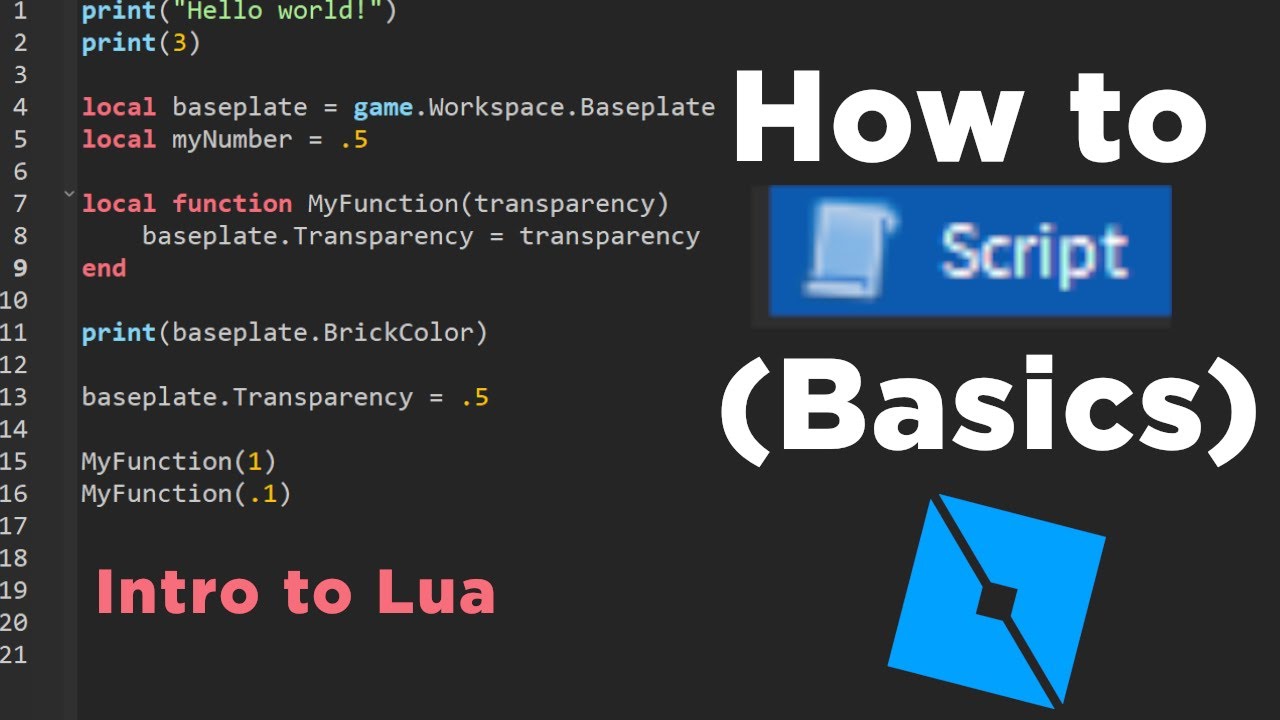 1 print("Hello world!")
2 print(3)
3
4 local baseplate = game.Workspace.Baseplate
5 local myNumber = .5
6
7 local function MyFunction(transparency)
8     baseplate.Transparency = transparency
9 end
10
11 print(baseplate.BrickColor)
12
13 baseplate.Transparency = .5
14
15 MyFunction(1)
16 MyFunction(.1)
17
18
19
20
21
Intro to Lua
How to
Script
(Basics)